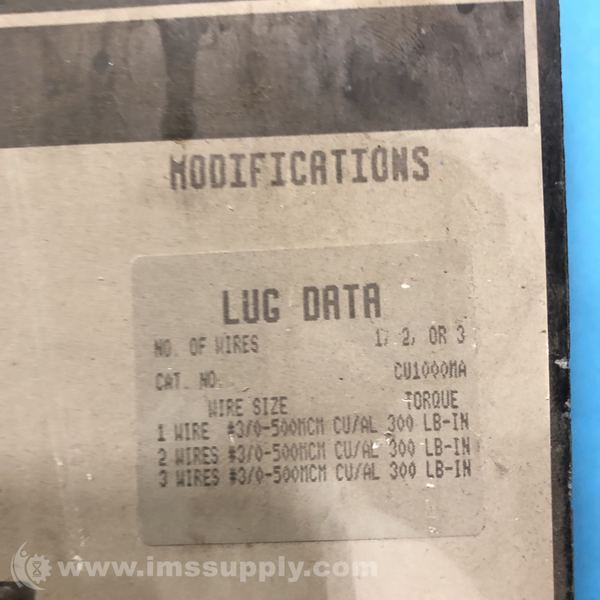 MODIFICATIONS
LUG DATA
NO. OF WIRES 1, 2, OR 3
CAT. NO. CU1000MA
WIRE SIZE TORQUE
1 WIRE #3/0-500MCM CU/AL 300 LB-IN
2 WIRES #3/0-500MCM CU/AL 300 LB-IN
3 WIRES #3/0-500MCM CU/AL 300 LB-IN
www.imssupply.com